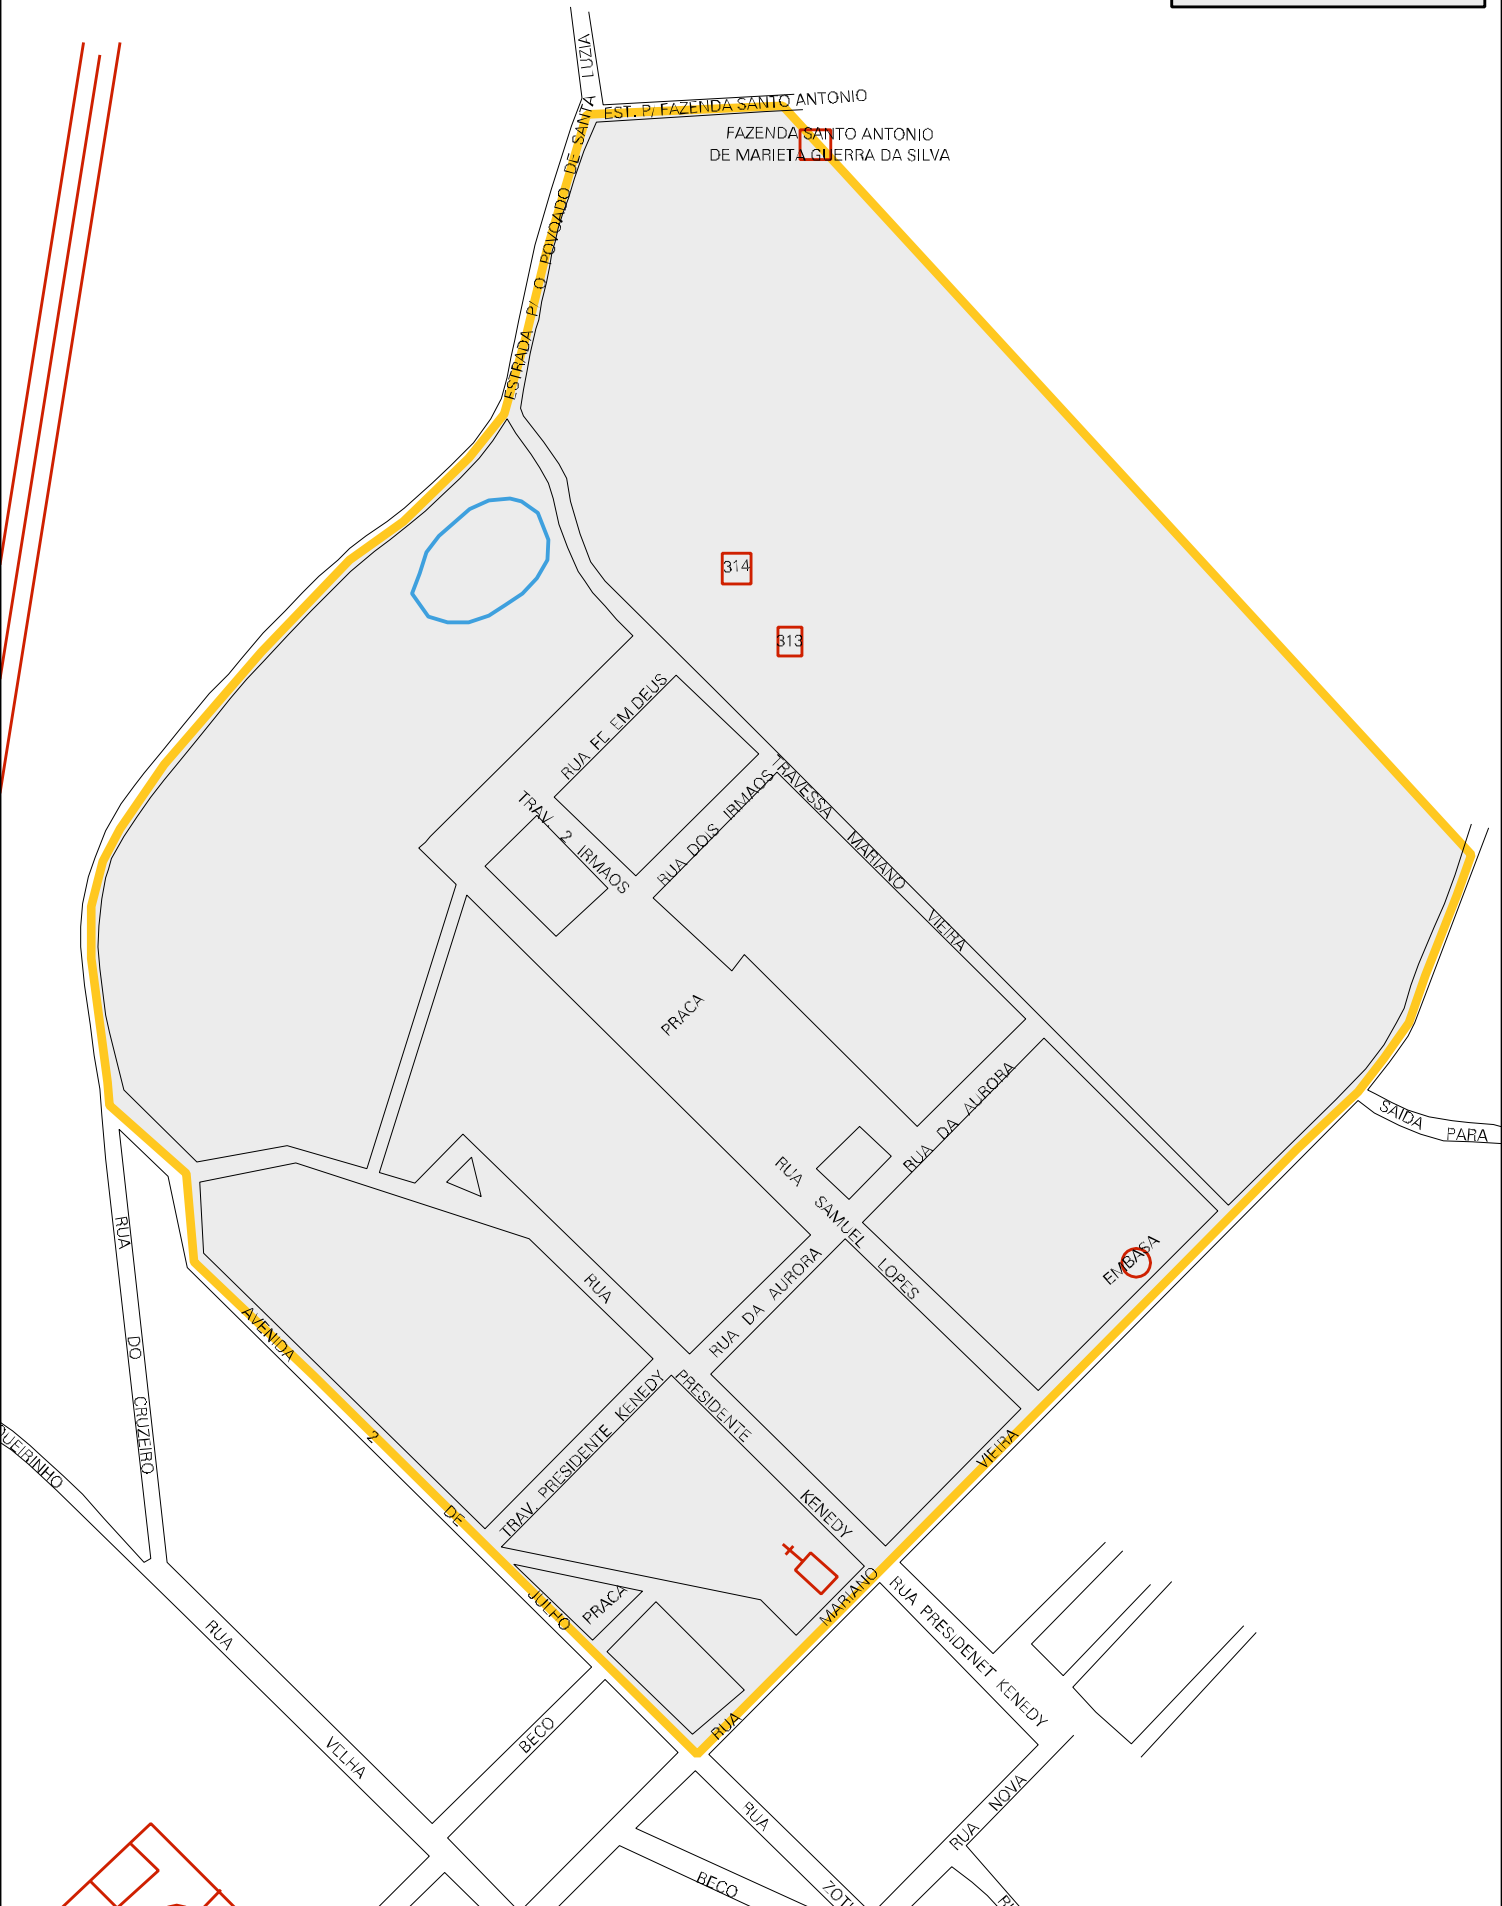 LUZIA
EST. P/ FAZENDA SANTO ANTONIO
FAZENDA SANTO ANTONIO
DE MARIETA GUERRA DA SILVA
ESTRADA P/ O POVOADO DE SANTA
314
313
RUA FE EM DEUS
TRAV. 2 IRMAOS
RUA DOIS IRMAOS
TRAVESSA MARIANO VIEIRA
PRACA
RUA DA AURORA
RUA SAMUEL LOPES
SAIDA PARA
EMBASA
RUA DA AURORA
RUA PRESIDENTE KENEDY
TRAV. PRESIDENTE KENEDY
RUA DO CRUZEIRO
AVENIDA 2 DE JULHO
PRACA
RUA MARIANO VIEIRA
RUA PRESIDENET KENEDY
QUEIRINHO
RUA VELHA
BECO
RUA NOVA
RUA
BECO